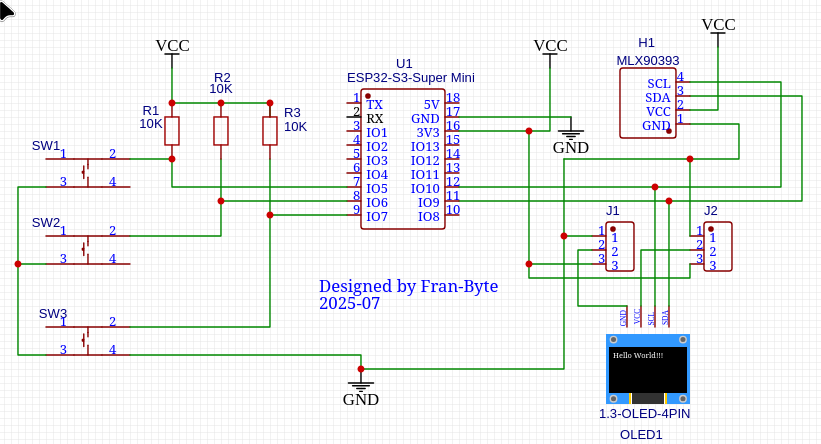 VCC
VCC
VCC
R1
10K
R2
10K
R3
10K
SW1
1
2
3
4
SW2
1
2
3
4
SW3
1
2
3
4
U1
ESP32-S3-Super Mini
1 TX 5V 18
2 RX GND 17
3 IO1 3V3 16
4 IO2 IO13 15
5 IO3 IO12 14
6 IO4 IO11 13
7 IO5 IO10 12
8 IO6 IO9 11
9 IO7 IO8 10
GND
H1
MLX90393
SCL 4
SDA 3
VCC 2
GND 1
J1
1 1
2 2
3 3
J2
1 1
2 2
3 3
Designed by Fran-Byte
2025-07
GND
GND
VCC
SCL
SDA
Hello World!!!
1.3-OLED-4PIN
OLED1